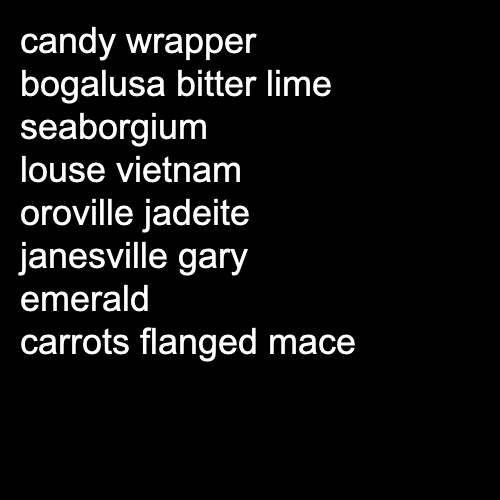 candy wrapper
bogalusa bitter lime
seaborgium
louse vietnam
oroville jadeite
janesville gary
emerald
carrots flanged mace